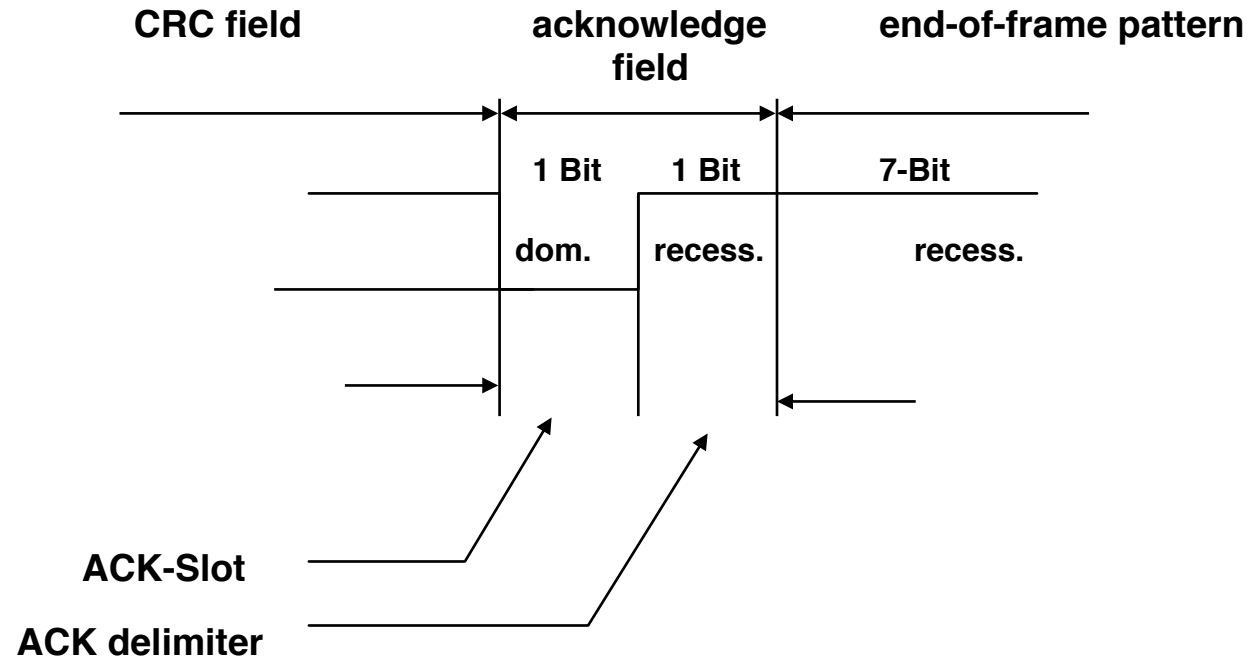 CRC field
acknowledge
field
end-of-frame pattern
1 Bit
1 Bit
7-Bit
dom.
recess.
recess.
ACK-Slot
ACK delimiter